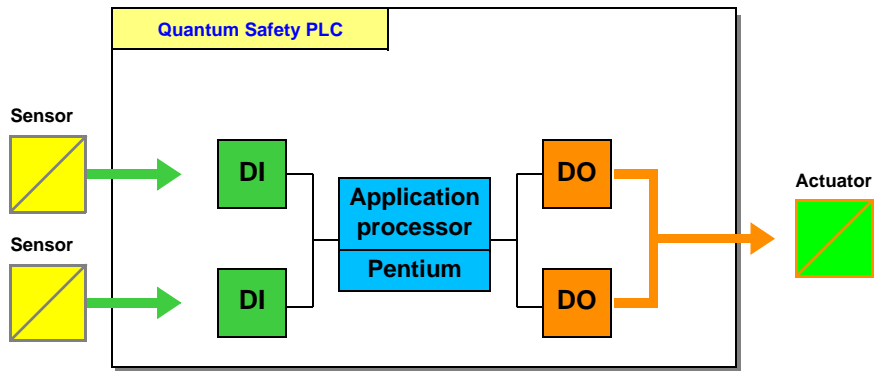 Quantum Safety PLC
Sensor
DI
DO
Application
processor
Pentium
Actuator
Sensor
DI
DO